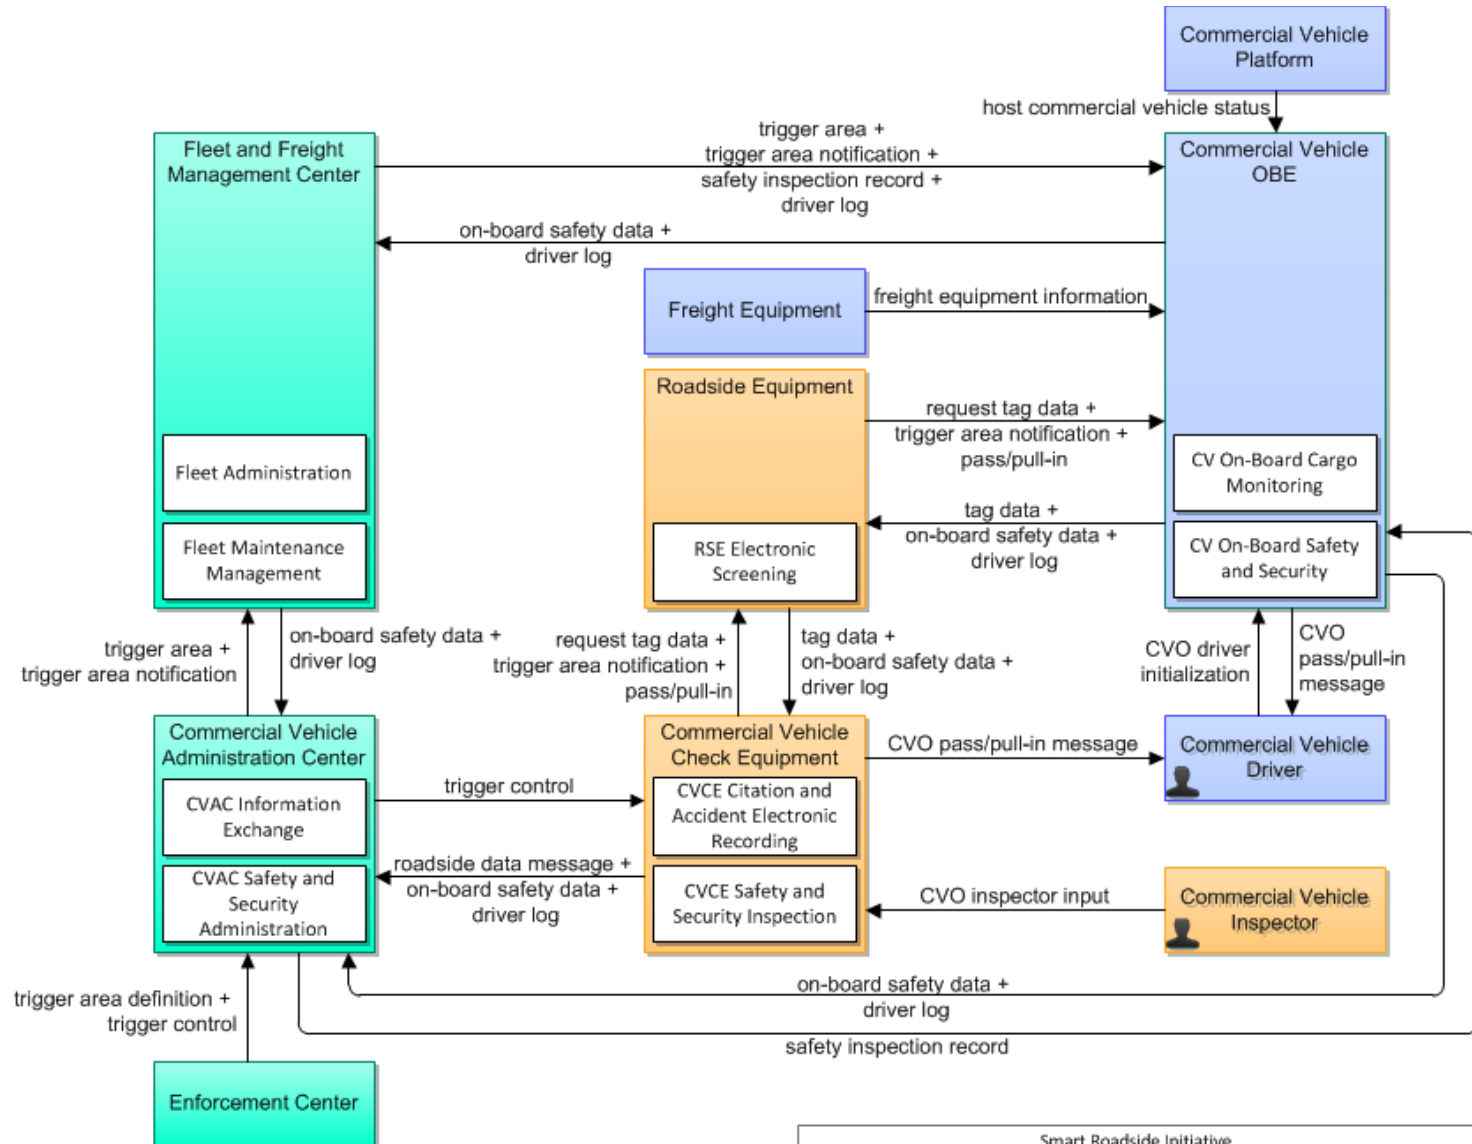 Commercial Vehicle
Platform
host commercial vehicle status
Fleet and Freight
Management Center
trigger area +
trigger area notification +
safety inspection record +
driver log
Commercial Vehicle
OBE
on-board safety data +
driver log
Freight Equipment
freight equipment information
Roadside Equipment
request tag data +
trigger area notification +
pass/pull-in
Fleet Administration
CV On-Board Cargo
Monitoring
tag data +
on-board safety data +
driver log
Fleet Maintenance
Management
RSE Electronic
Screening
CV On-Board Safety
and Security
trigger area +
trigger area notification
on-board safety data +
driver log
request tag data +
trigger area notification +
pass/pull-in
tag data +
on-board safety data +
driver log
CVO driver
initialization
CVO
pass/pull-in
message
Commercial Vehicle
Administration Center
Commercial Vehicle
Check Equipment
CVO pass/pull-in message
Commercial Vehicle
Driver
CVAC Information
Exchange
trigger control
CVCE Citation and
Accident Electronic
Recording
CVAC Safety and
Security
Administration
roadside data message +
on-board safety data +
driver log
CVCE Safety and
Security Inspection
CVO inspector input
Commercial Vehicle
Inspector
trigger area definition +
trigger control
on-board safety data +
driver log
safety inspection record
Enforcement Center
Smart Roadside Initiative